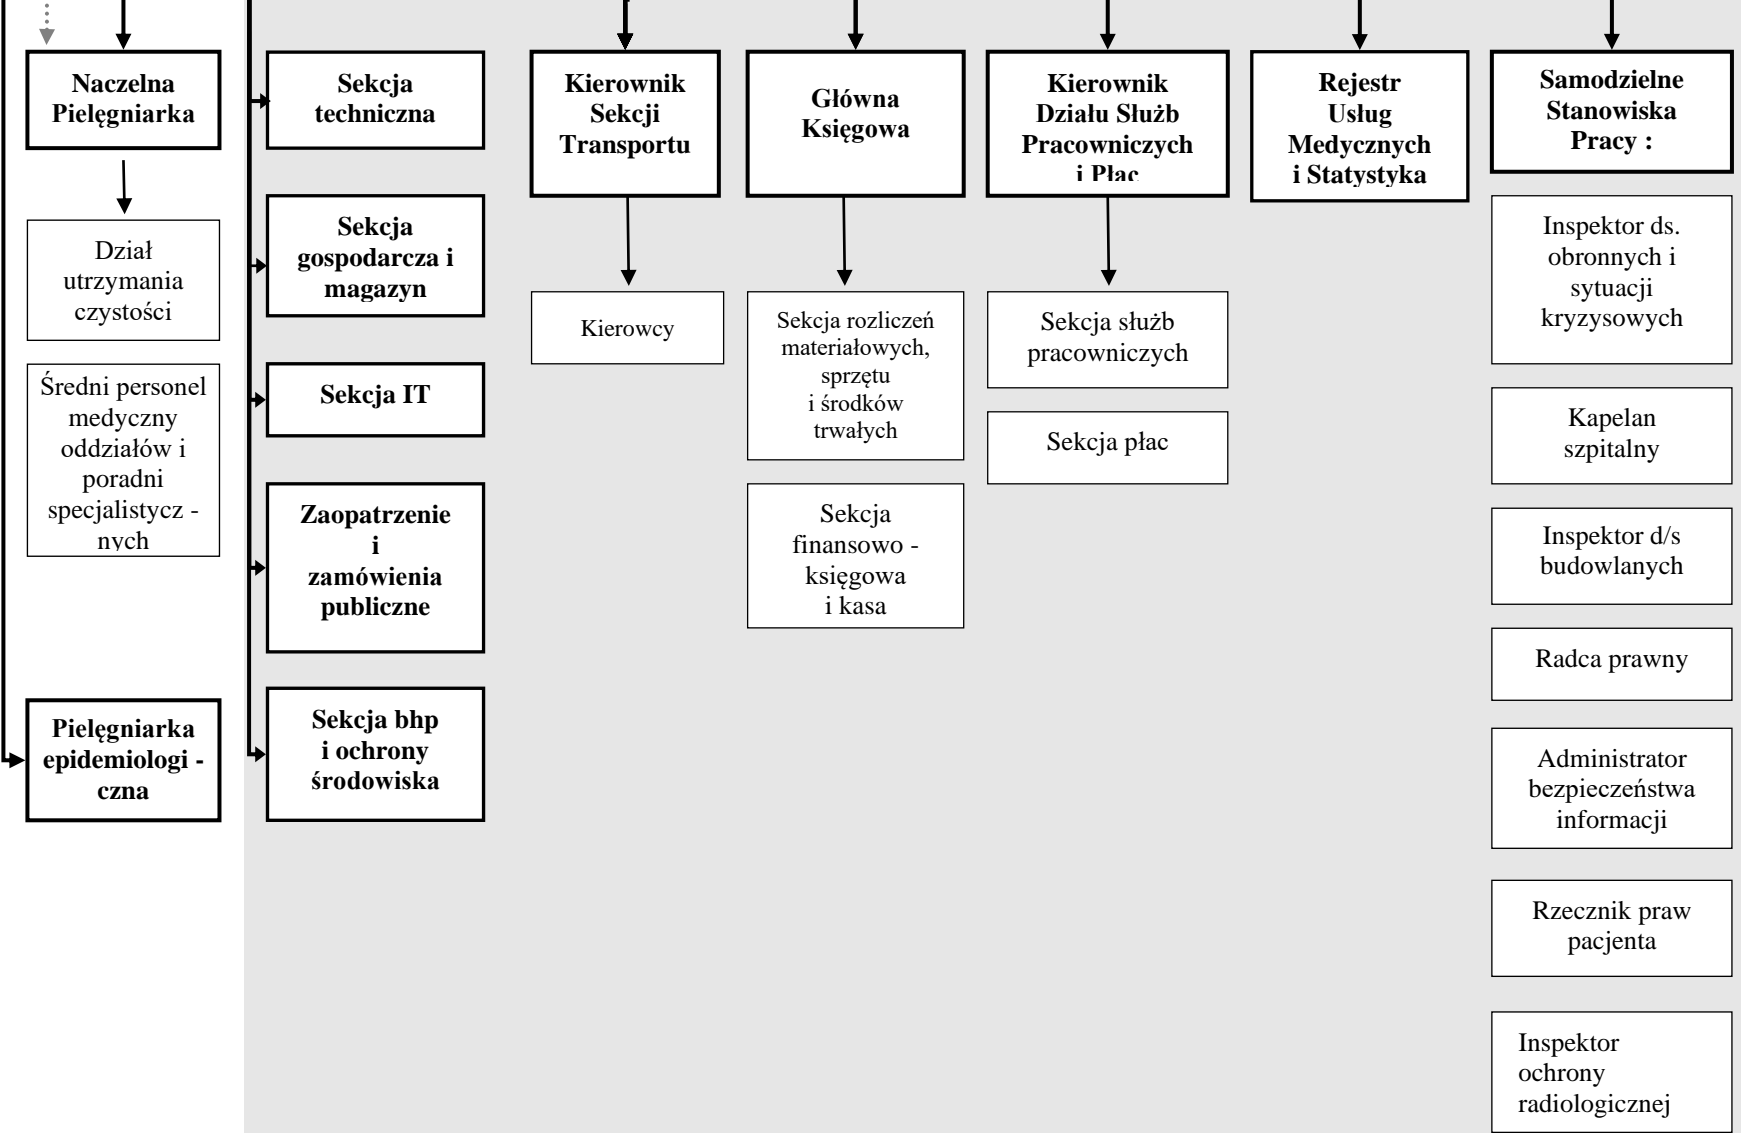 Naczelna
Pielęgniarka
Dział
utrzymania
czystości
Średni personel
medyczny
oddziałów i
poradni
specjalistycz -
nych
Pielęgniarka
epidemiologi -
czna
Sekcja
techniczna
Sekcja
gospodarcza i
magazyn
Sekcja IT
Zaopatrzenie
i
zamówienia
publiczne
Sekcja bhp
i ochrony
środowiska
Kierownik
Sekcji
Transportu
Kierowcy
Główna
Księgowa
Sekcja rozliczeń
materiałowych,
sprzętu
i środków
trwałych
Sekcja
finansowo -
księgowa
i kasa
Kierownik
Działu Służb
Pracowniczych
i Płac
Sekcja służb
pracowniczych
Sekcja płac
Rejestr
Usług
Medycznych
i Statystyka
Samodzielne
Stanowiska
Pracy :
Inspektor ds.
obronnych i
sytuacji
kryzysowych
Kapelan
szpitalny
Inspektor d/s
budowlanych
Radca prawny
Administrator
bezpieczeństwa
informacji
Rzecznik praw
pacjenta
Inspektor
ochrony
radiologicznej